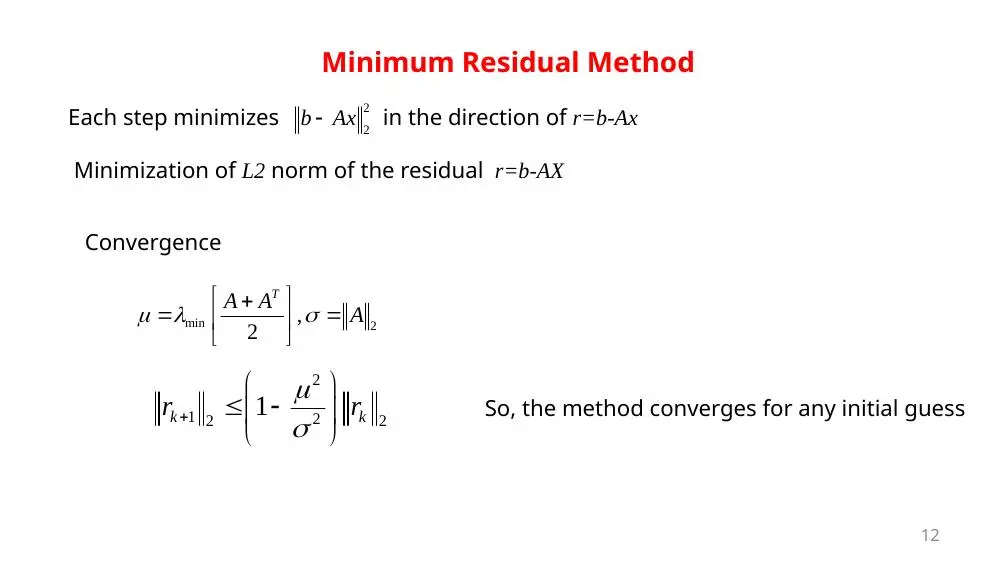 Minimum Residual Method
Each step minimizes ‖b - Ax‖₂² in the direction of r=b-Ax
Minimization of L2 norm of the residual r=b-AX
Convergence
μ = λ_min [(A + A^T)/2], σ = ‖A‖₂
‖r_{k+1}‖₂ ≤ (1 - μ²/σ²) ‖r_k‖₂ So, the method converges for any initial guess
12